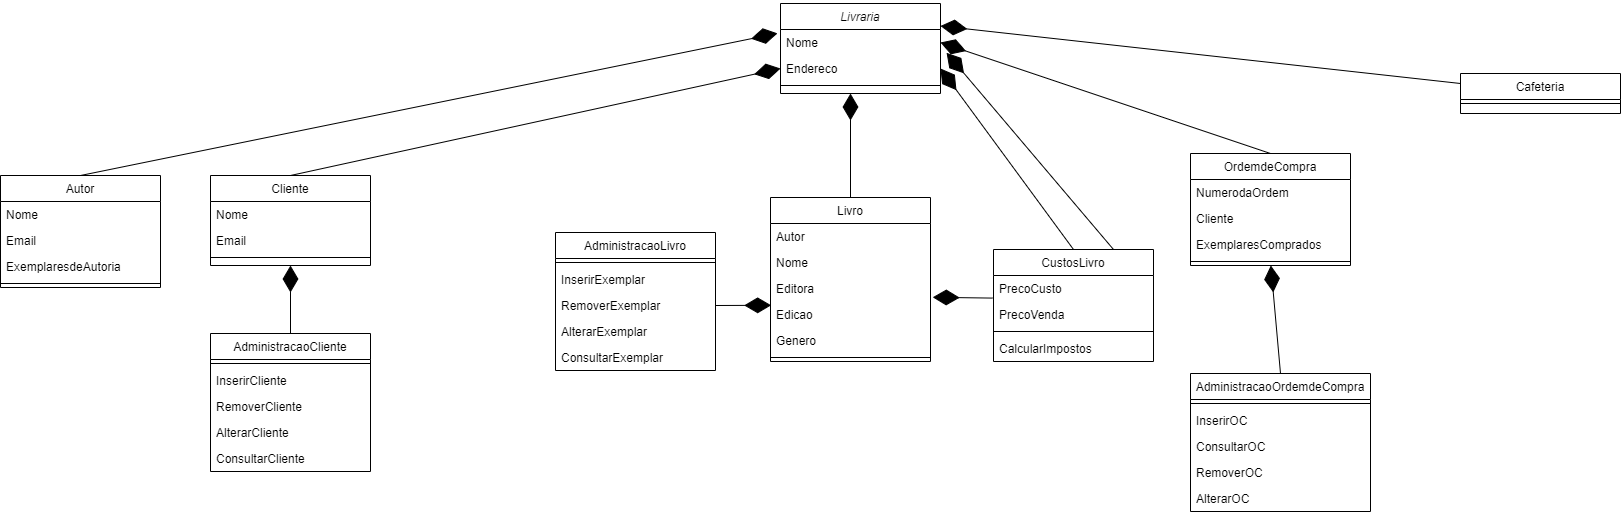 Livraria
Nome
Endereco
Cafeteria
Autor
Nome
Email
ExemplaresdeAutoria
Cliente
Nome
Email
AdministracaoCliente
InserirCliente
RemoverCliente
AlterarCliente
ConsultarCliente
AdministracaoLivro
InserirExemplar
RemoverExemplar
AlterarExemplar
ConsultarExemplar
Livro
Autor
Nome
Editora
Edicao
Genero
CustosLivro
PrecoCusto
PrecoVenda
CalcularImpostos
OrdemdeCompra
NumerodaOrdem
Cliente
ExemplaresComprados
AdministracaoOrdemdeCompra
InserirOC
ConsultarOC
RemoverOC
AlterarOC